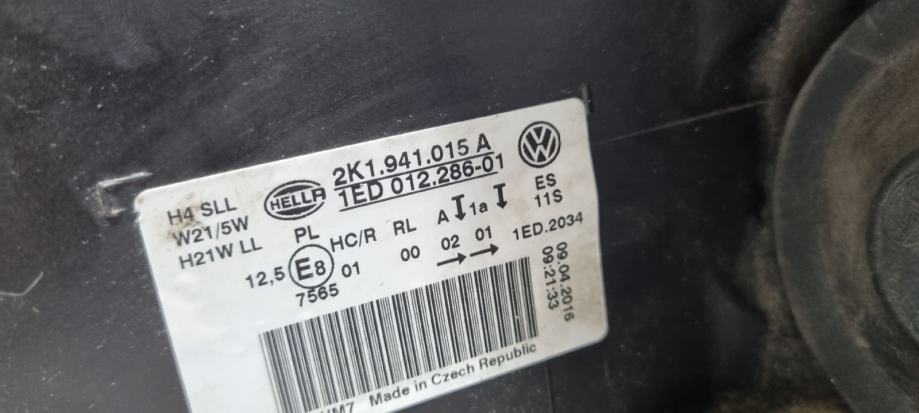 H4 SLL
W21/5W
H21W LL
HELLA
2K1.941.015 A
1ED 012.286-01
PL
HC/R RL A 1a
ES
11S
12,5 E8 01 00 02 01 1ED.2034
7565
09.04.2016
09:21:33
Made in Czech Republic